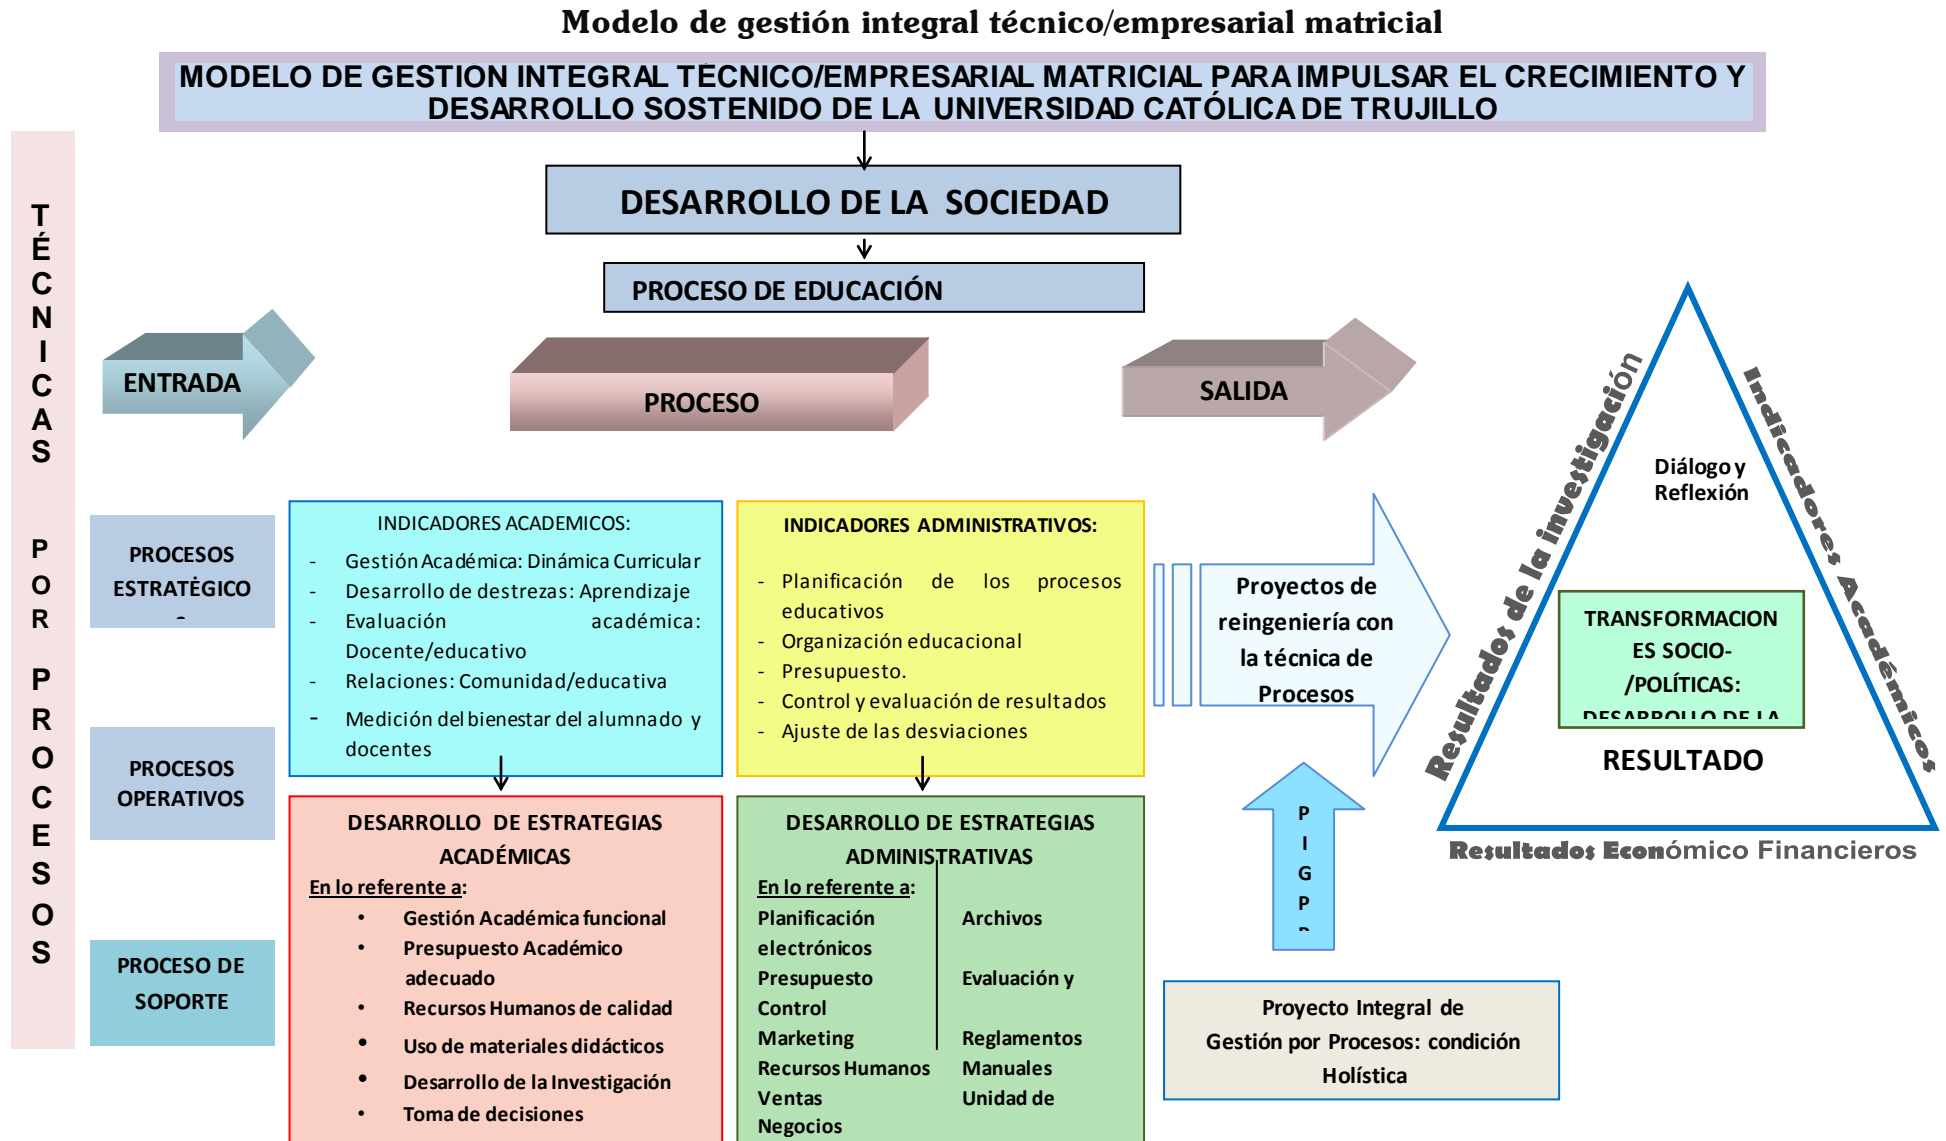 Modelo de gestión integral técnico/empresarial matricial
MODELO DE GESTIÓN INTEGRAL TÉCNICO/EMPRESARIAL MATRICIAL PARA IMPULSAR EL CRECIMIENTO Y
DESARROLLO SOSTENIDO DE LA UNIVERSIDAD CATÓLICA DE TRUJILLO
TÉCNICAS POR PROCESOS
DESARROLLO DE LA SOCIEDAD
PROCESO DE EDUCACIÓN
ENTRADA
PROCESO
SALIDA
PROCESOS
ESTRATÉGICO
PROCESOS
OPERATIVOS
PROCESO DE
SOPORTE
INDICADORES ACADEMICOS:
- Gestión Académica: Dinámica Curricular
- Desarrollo de destrezas: Aprendizaje
- Evaluación académica:
Docente/educativo
- Relaciones: Comunidad/educativa
- Medición del bienestar del alumnado y
docentes
INDICADORES ADMINISTRATIVOS:
- Planificación de los procesos
educativos
- Organización educacional
- Presupuesto.
- Control y evaluación de resultados
- Ajuste de las desviaciones
DESARROLLO DE ESTRATEGIAS
ACADÉMICAS
En lo referente a:
• Gestión Académica funcional
• Presupuesto Académico
adecuado
• Recursos Humanos de calidad
• Uso de materiales didácticos
• Desarrollo de la Investigación
• Toma de decisiones
DESARROLLO DE ESTRATEGIAS
ADMINISTRATIVAS
En lo referente a:
Planificación Archivos
electrónicos
Presupuesto Evaluación y
Control
Marketing Reglamentos
Recursos Humanos Manuales
Ventas Unidad de
Negocios
Proyectos de
reingeniería con
la técnica de
Procesos
P
I
G
P
Proyecto Integral de
Gestión por Procesos: condición
Holística
Resultados de la investigación
Indicadores Académicos
Diálogo y
Reflexión
TRANSFORMACION
ES SOCIO-
/POLÍTICAS:
DESARROLLO DE LA
RESULTADO
Resultados Económico Financieros